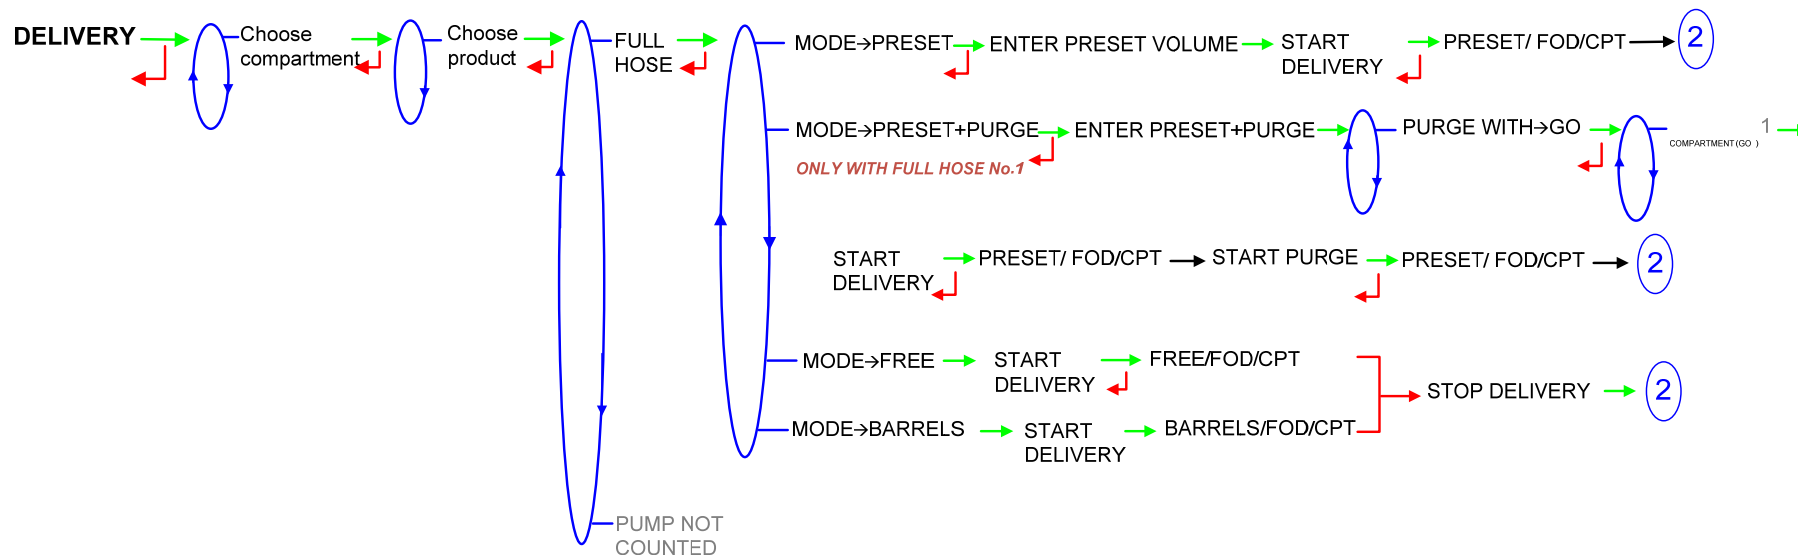 DELIVERY
Choose
compartment
Choose
product
FULL
HOSE
MODE→PRESET
ENTER PRESET VOLUME
START
DELIVERY
PRESET/ FOD/CPT
2
MODE→PRESET+PURGE
ONLY WITH FULL HOSE No.1
ENTER PRESET+PURGE
PURGE WITH→GO
COMPARTMENT(GO )
1
START
DELIVERY
PRESET/ FOD/CPT
START PURGE
PRESET/ FOD/CPT
2
MODE→FREE
START
DELIVERY
FREE/FOD/CPT
MODE→BARRELS
START
DELIVERY
BARRELS/FOD/CPT
STOP DELIVERY
2
PUMP NOT
COUNTED